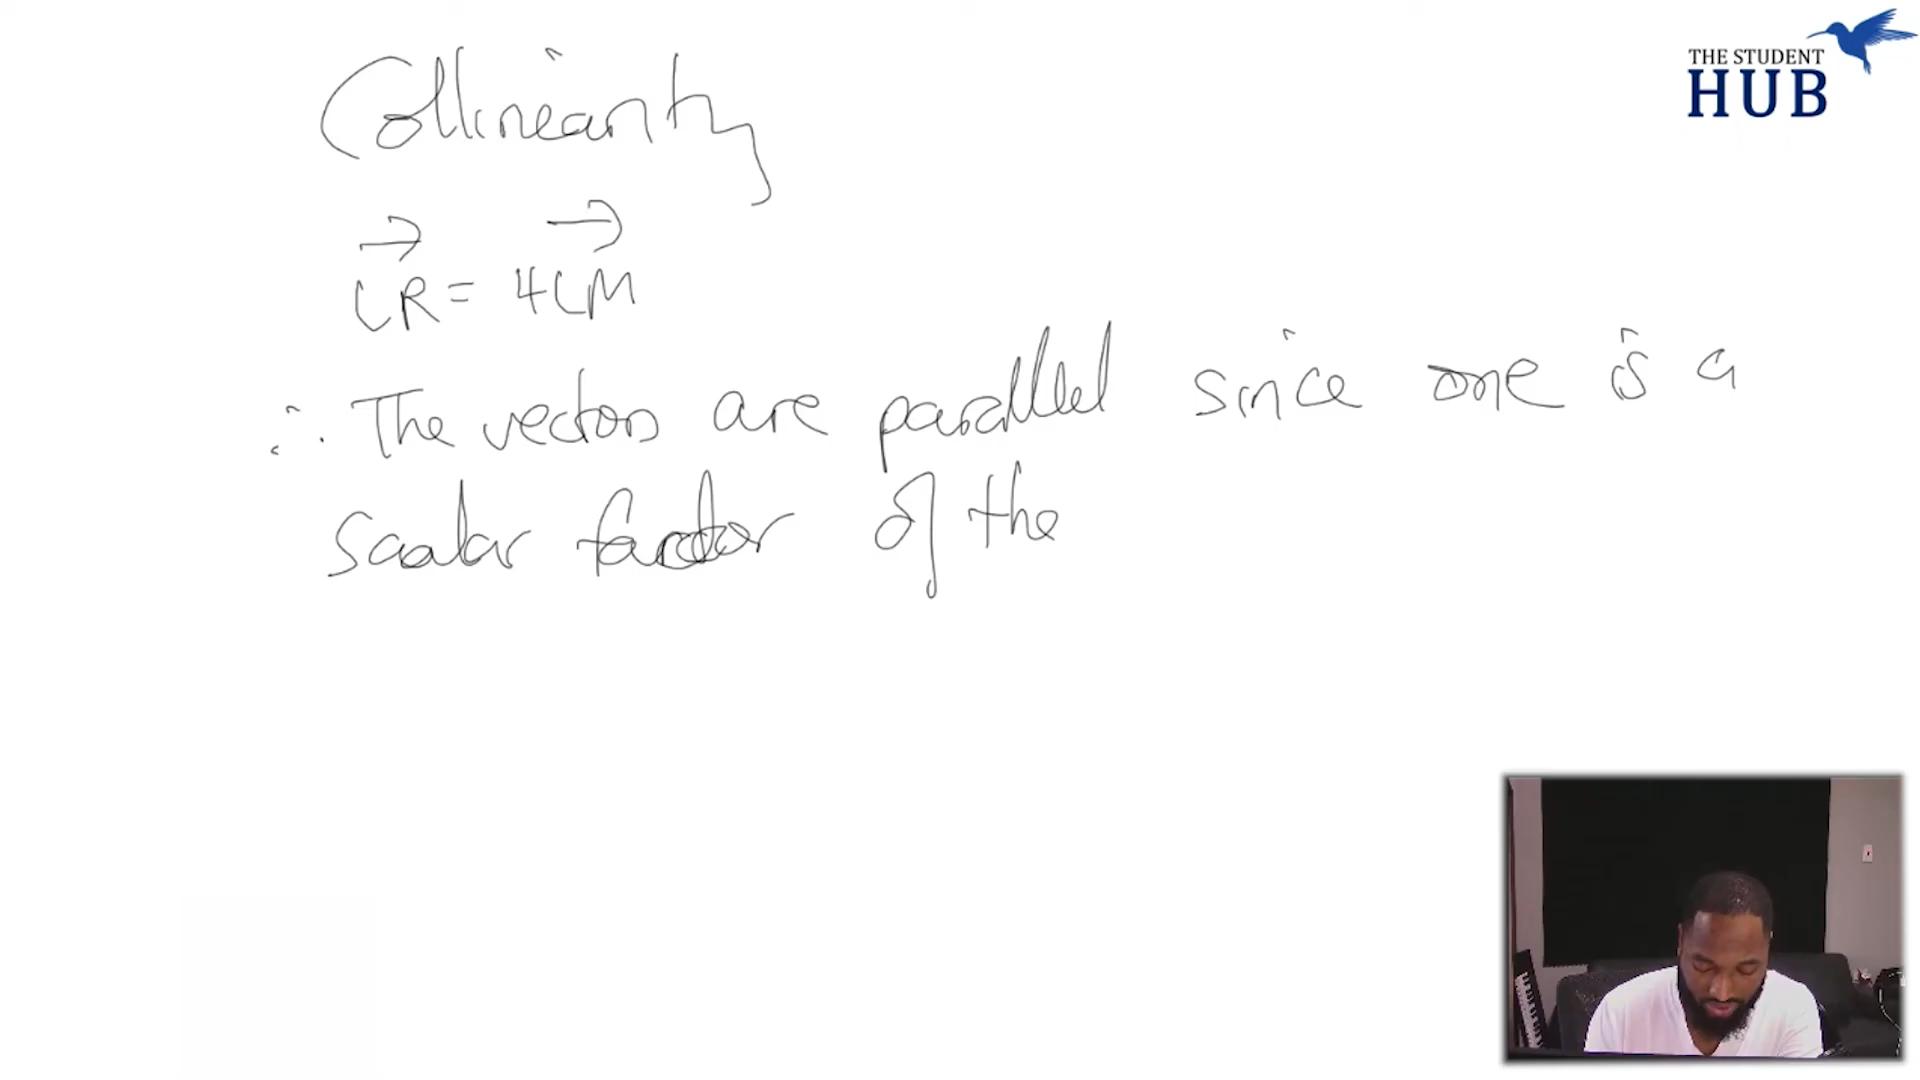 THE STUDENT
HUB
Collinearity
LR = 4LM
∴ The vectors are parallel since one is a
scalar factor of the